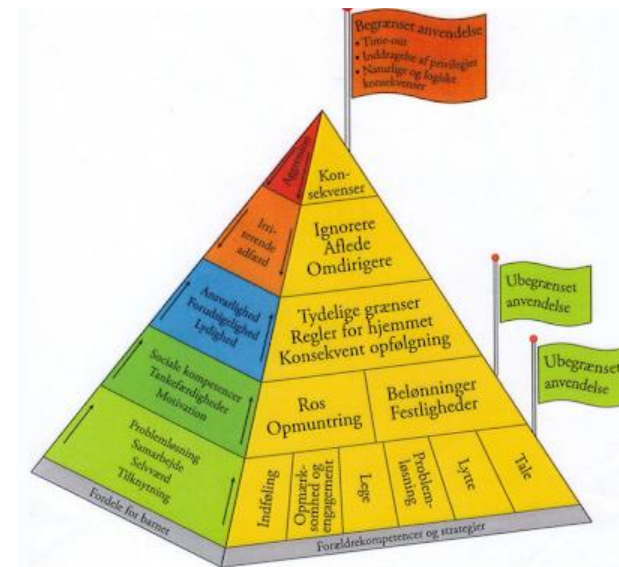 Begrænset anvendelse
• Time-out
• Inddragelse af privilegier
• Naturlige og logiske
konsekvenser
Aggression
Kon-
sekvenser
Irri-
terende
adfærd
Ignorere
Aflede
Omdirigere
Ubegrænset
anvendelse
Ansvarlighed
Forudsigelighed
Lydighed
Tydelige grænser
Regler for hjemmet
Konsekvent opfølgning
Ubegrænset
anvendelse
Sociale kompetencer
Tankefærdigheder
Motivation
Ros
Opmuntring
Belønninger
Festligheder
Problemløsning
Samarbejde
Selvværd
Tilknytning
Indføling
Opmærk-
somhed og
engagement
Lege
Problem-
løsning
Lytte
Tale
Fordele for barnet
Forældrekompetencer og strategier